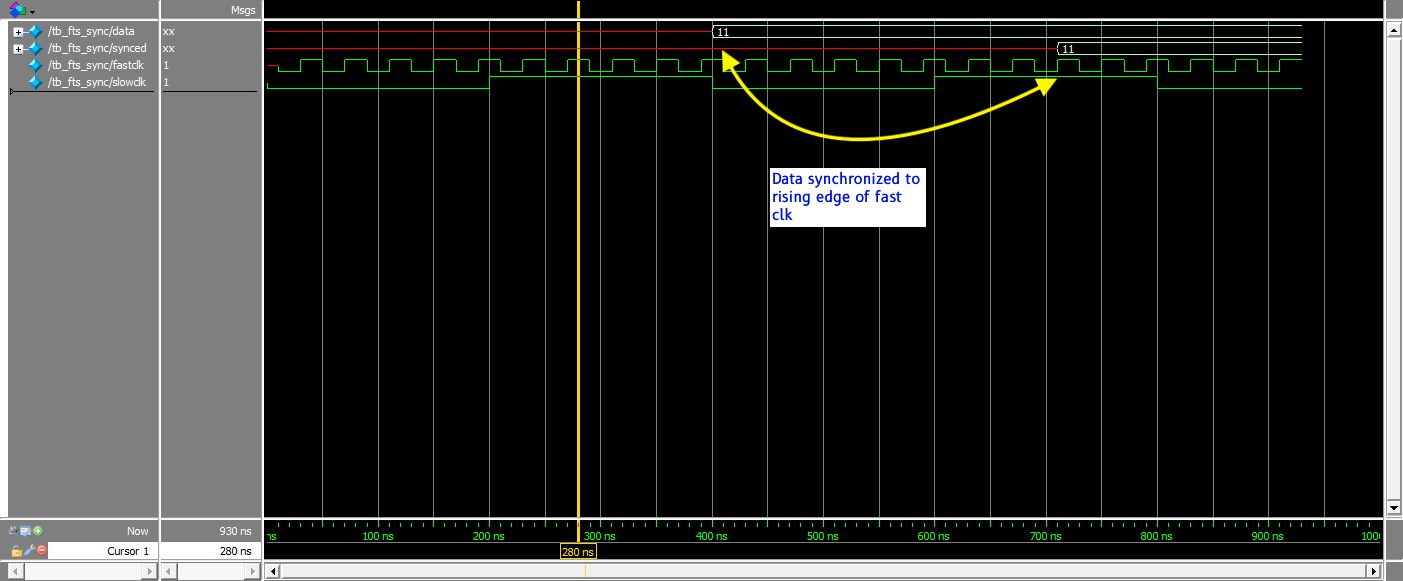 Msgs
/tb_fts_sync/data xx 11
/tb_fts_sync/synced xx 11
/tb_fts_sync/fastclk 1
/tb_fts_sync/slowclk 1
Data synchronized to
rising edge of fast
clk
Now 930 ns
ns 100 ns 200 ns 300 ns 400 ns 500 ns 600 ns 700 ns 800 ns 900 ns 100
Cursor 1 280 ns 280 ns